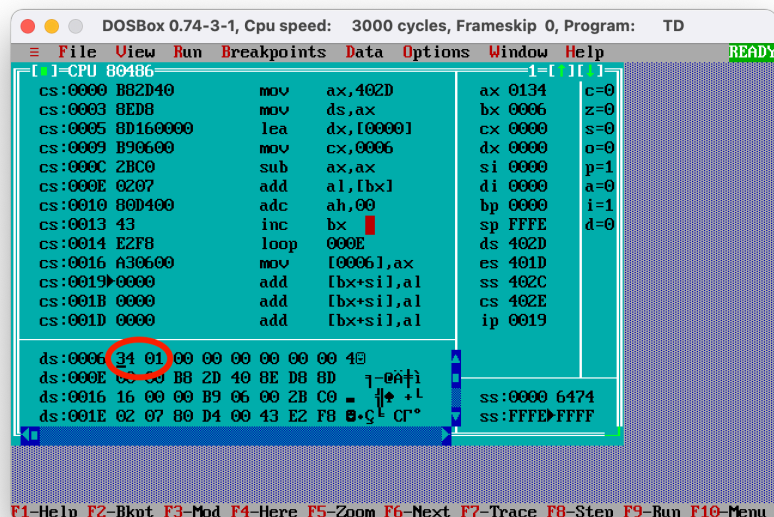 DOSBox 0.74-3-1, Cpu speed: 3000 cycles, Frameskip 0, Program: TD
≡ File View Run Breakpoints Data Options Window Help READY
[■]=CPU 80486 1=[↑][↓]
cs:0000 B82D40 mov ax,402D ax 0134 c=0
cs:0003 8ED8 mov ds,ax bx 0006 z=0
cs:0005 8D160000 lea dx,[0000] cx 0000 s=0
cs:0009 B90600 mov cx,0006 dx 0000 o=0
cs:000C 2BC0 sub ax,ax si 0000 p=1
cs:000E 0207 add al,[bx] di 0000 a=0
cs:0010 80D400 adc ah,00 bp 0000 i=1
cs:0013 43 inc bx sp FFFE d=0
cs:0014 E2F8 loop 000E ds 402D
cs:0016 A30600 mov [0006],ax es 401D
cs:0019►0000 add [bx+si],al ss 402C
cs:001B 0000 add [bx+si],al cs 402E
cs:001D 0000 add [bx+si],al ip 0019
ds:0006 34 01 00 00 00 00 00 00 4☺
ds:000E 00 00 B8 2D 40 8E D8 8D ╕-@Ä╪ì
ds:0016 16 00 00 B9 06 00 2B C0 ▬ ╣♠ +└
ds:001E 02 07 80 D4 00 43 E2 F8 ☻•Ç╘ CΓ°
ss:0000 6474
ss:FFFE►FFFF
F1-Help F2-Bkpt F3-Mod F4-Here F5-Zoom F6-Next F7-Trace F8-Step F9-Run F10-Menu